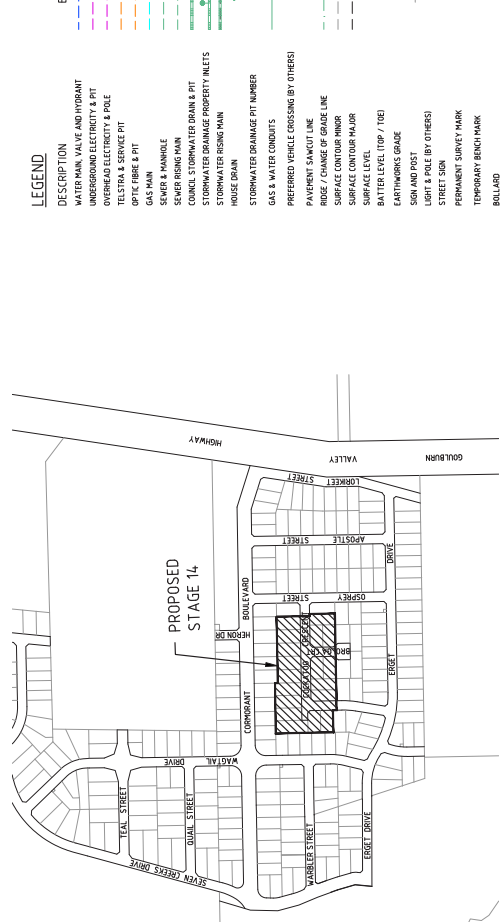 LEGEND
DESCRIPTION
WATER MAIN, VALVE AND HYDRANT
UNDERGROUND ELECTRICITY & PIT
OVERHEAD ELECTRICITY & POLE
TELSTRA & SERVICE PIT
OPTIC FIBRE & PIT
GAS MAIN
SEWER & MANHOLE
SEWER RISING MAIN
COUNCIL STORMWATER DRAIN & PIT
STORMWATER DRAINAGE PROPERTY INLETS
STORMWATER RISING MAIN
HOUSE DRAIN
STORMWATER DRAINAGE PIT NUMBER
GAS & WATER CONDUITS
PREFERRED VEHICLE CROSSING (BY OTHERS)
PAVEMENT SAWCUT LINE
RIDGE / CHANGE OF GRADE LINE
SURFACE CONTOUR MINOR
SURFACE CONTOUR MAJOR
SURFACE LEVEL
BATTER LEVEL (TOP / TOE)
EARTHWORKS GRADE
SIGN AND POST
LIGHT & POLE (BY OTHERS)
STREET SIGN
PERMANENT SURVEY MARK
TEMPORARY BENCH MARK
BOLLARD
PROPOSED
STAGE 14
GOULBURN
VALLEY
HIGHWAY
LORIKEET
STREET
APOSTLE
STREET
OSPREY
STREET
HERON DR
CORMORANT
BOULEVARD
COCKATOO
CRESCENT
BROLGA CRT
ERGET
DRIVE
WAGTAIL
DRIVE
TEAL STREET
QUAIL STREET
SEVEN CREEKS DRIVE
WARBLER STREET
ERGET DRIVE